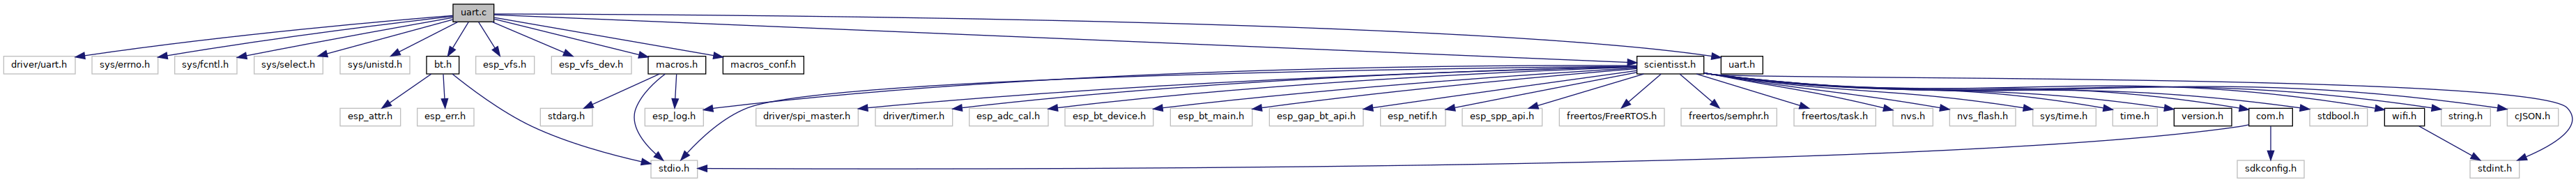 uart.c
driver/uart.h
sys/errno.h
sys/fcntl.h
sys/select.h
sys/unistd.h
bt.h
esp_vfs.h
esp_vfs_dev.h
macros.h
macros_conf.h
scientisst.h
uart.h
esp_attr.h
esp_err.h
stdarg.h
esp_log.h
driver/spi_master.h
driver/timer.h
esp_adc_cal.h
esp_bt_device.h
esp_bt_main.h
esp_gap_bt_api.h
esp_netif.h
esp_spp_api.h
freertos/FreeRTOS.h
freertos/semphr.h
freertos/task.h
nvs.h
nvs_flash.h
sys/time.h
time.h
version.h
com.h
stdbool.h
wifi.h
string.h
cJSON.h
stdio.h
sdkconfig.h
stdint.h